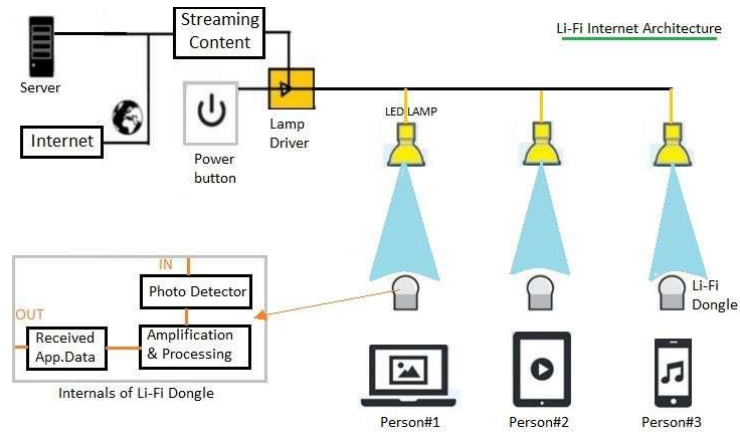 Streaming
Content
Li-Fi Internet Architecture
Server
Internet
Lamp
Driver
Power
button
LED LAMP
IN
Photo Detector
OUT
Received
App.Data
Amplification
& Processing
Internals of Li-Fi Dongle
Li-Fi
Dongle
Person#1
Person#2
Person#3